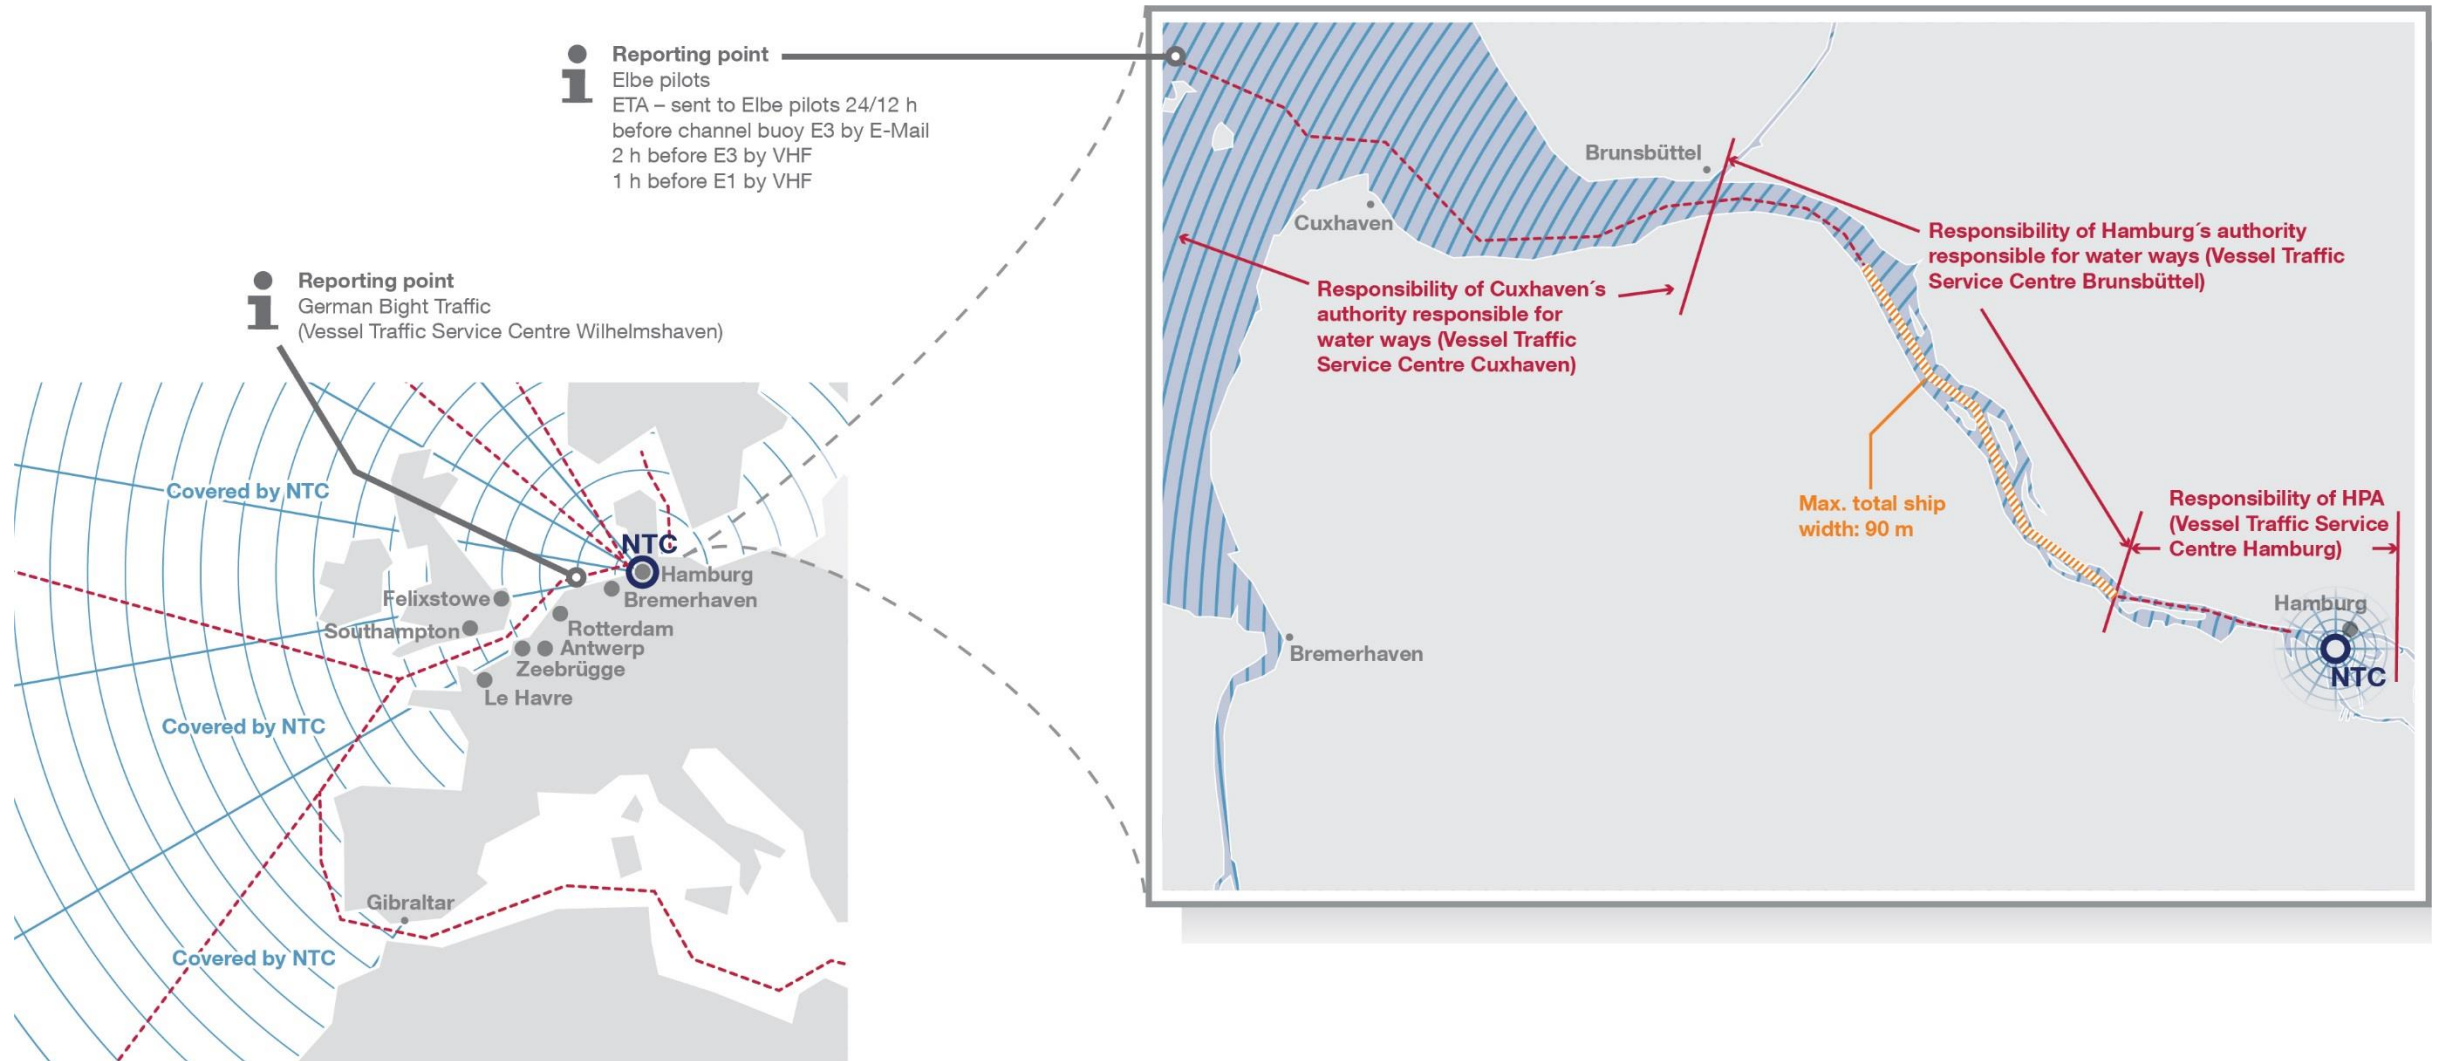 Reporting point
Elbe pilots
ETA – sent to Elbe pilots 24/12 h
before channel buoy E3 by E-Mail
2 h before E3 by VHF
1 h before E1 by VHF
Reporting point
German Bight Traffic
(Vessel Traffic Service Centre Wilhelmshaven)
Covered by NTC
NTC
Hamburg
Bremerhaven
Felixstowe
Southampton
Rotterdam
Antwerp
Zeebrügge
Le Havre
Covered by NTC
Gibraltar
Covered by NTC
Brunsbüttel
Cuxhaven
Responsibility of Hamburg´s authority
responsible for water ways (Vessel Traffic
Service Centre Brunsbüttel)
Responsibility of Cuxhaven´s
authority responsible for
water ways (Vessel Traffic
Service Centre Cuxhaven)
Max. total ship
width: 90 m
Responsibility of HPA
(Vessel Traffic Service
Centre Hamburg)
Hamburg
NTC
Bremerhaven